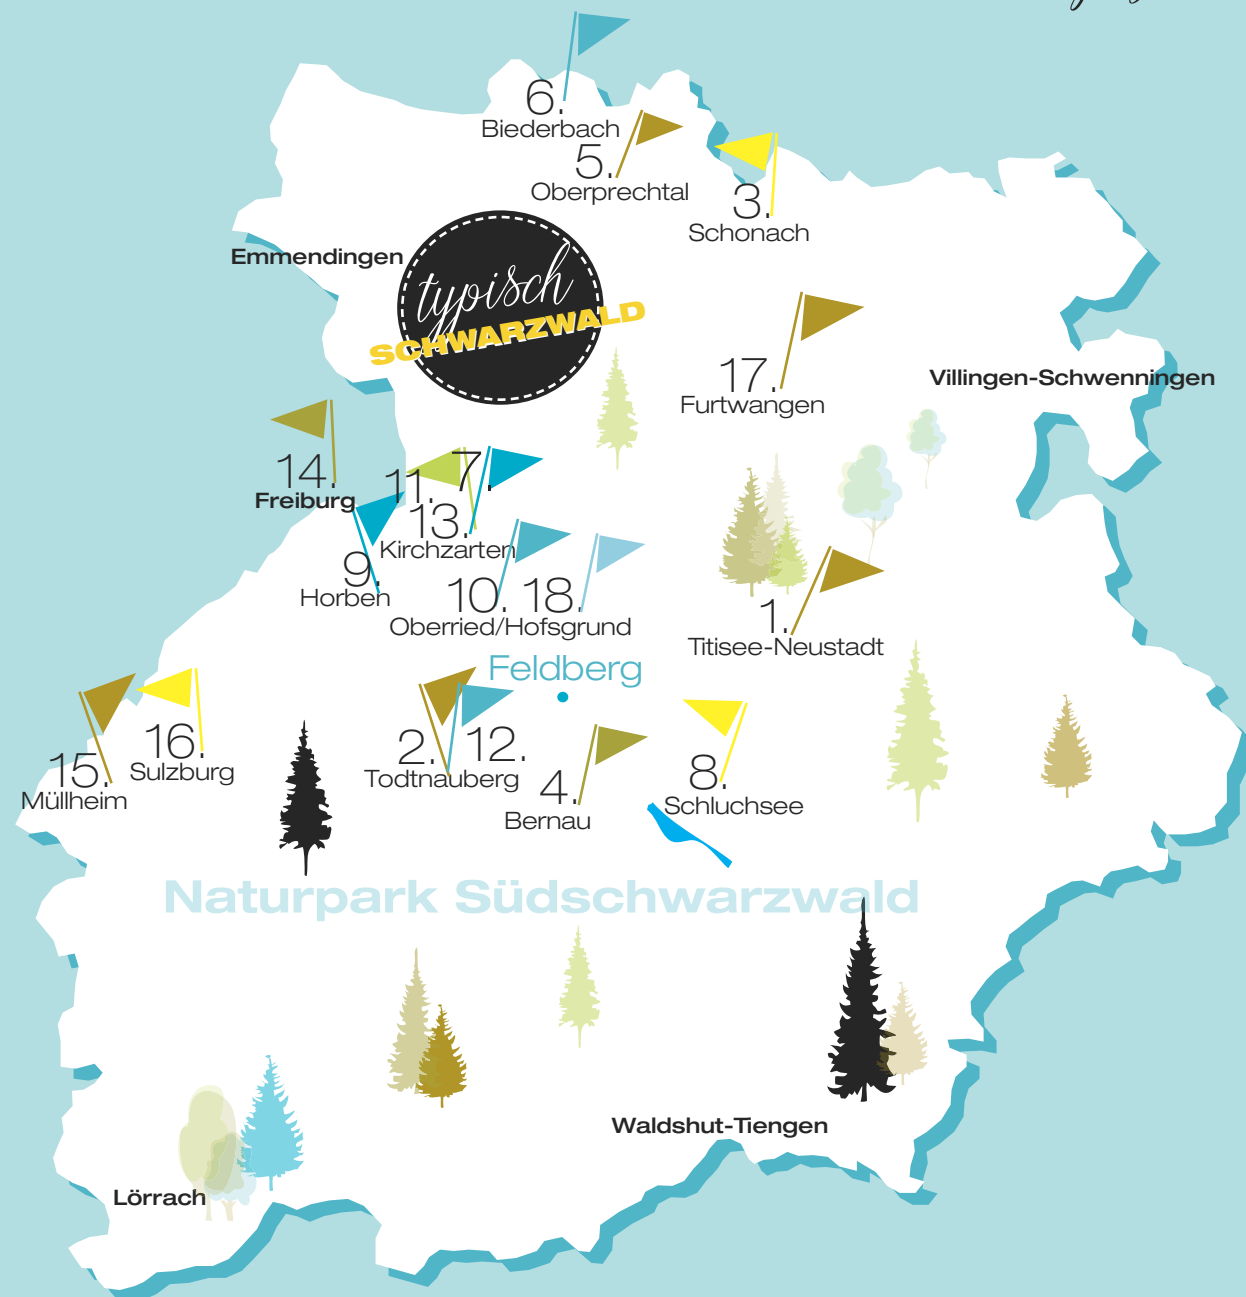 6.
Biederbach
5.
Oberprechtal
3.
Schonach
Emmendingen
typisch
SCHWARZWALD
17.
Furtwangen
Villingen-Schwenningen
14.
Freiburg
11. 7.
13.
Kirchzarten
9.
Horben
10. 18.
Oberried/Hofsgrund
1.
Titisee-Neustadt
Feldberg
15.
Müllheim
16.
Sulzburg
2. 12.
Todtnauberg
4.
Bernau
8.
Schluchsee
Naturpark Südschwarzwald
Waldshut-Tiengen
Lörrach